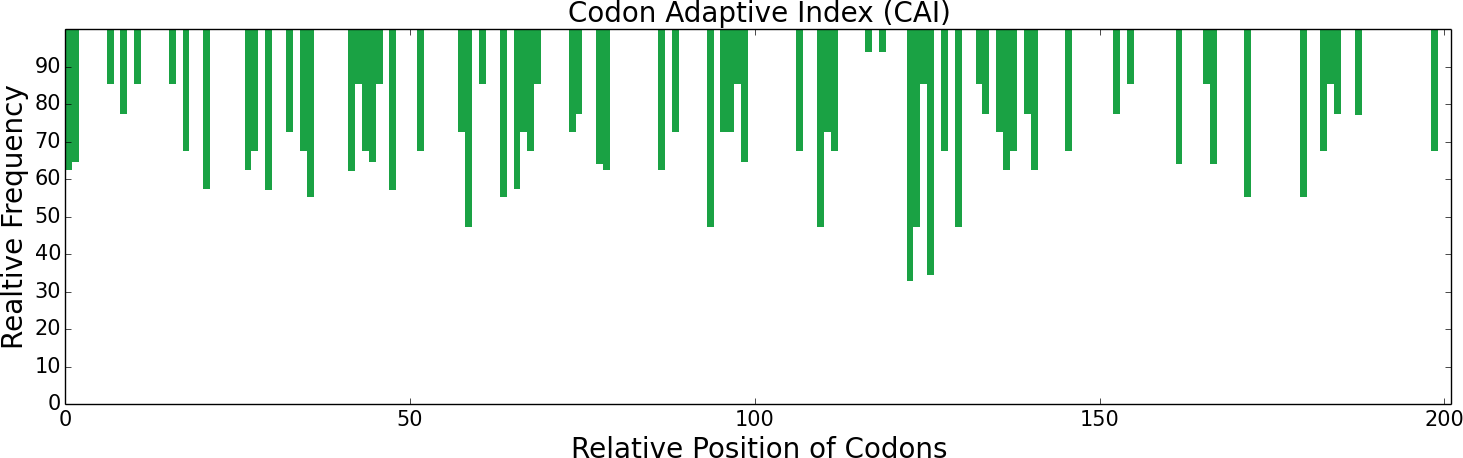 Codon Adaptive Index (CAI)
Realtive Frequency
90
80
70
60
50
40
30
20
10
0
0 50 100 150 200
Relative Position of Codons